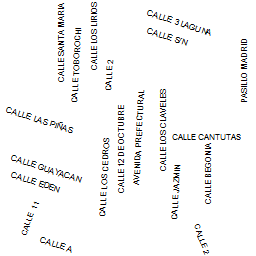 CALLE SANTA MARIA
CALLE TOBOROCHI
CALLE LOS LIRIOS
CALLE 2
CALLE 3 LAGUNA
CALLE S/N
PASILLO MADRID
CALLE LAS PIÑAS
CALLE LOS CEDROS
CALLE 12 DE OCTUBRE
AVENIDA PREFECTURAL
CALLE LOS CLAVELES
CALLE CANTUTAS
CALLE GUAYACAN
CALLE EDEN
CALLE JAZMIN
CALLE BEGONIA
CALLE 11
CALLE A
CALLE 2